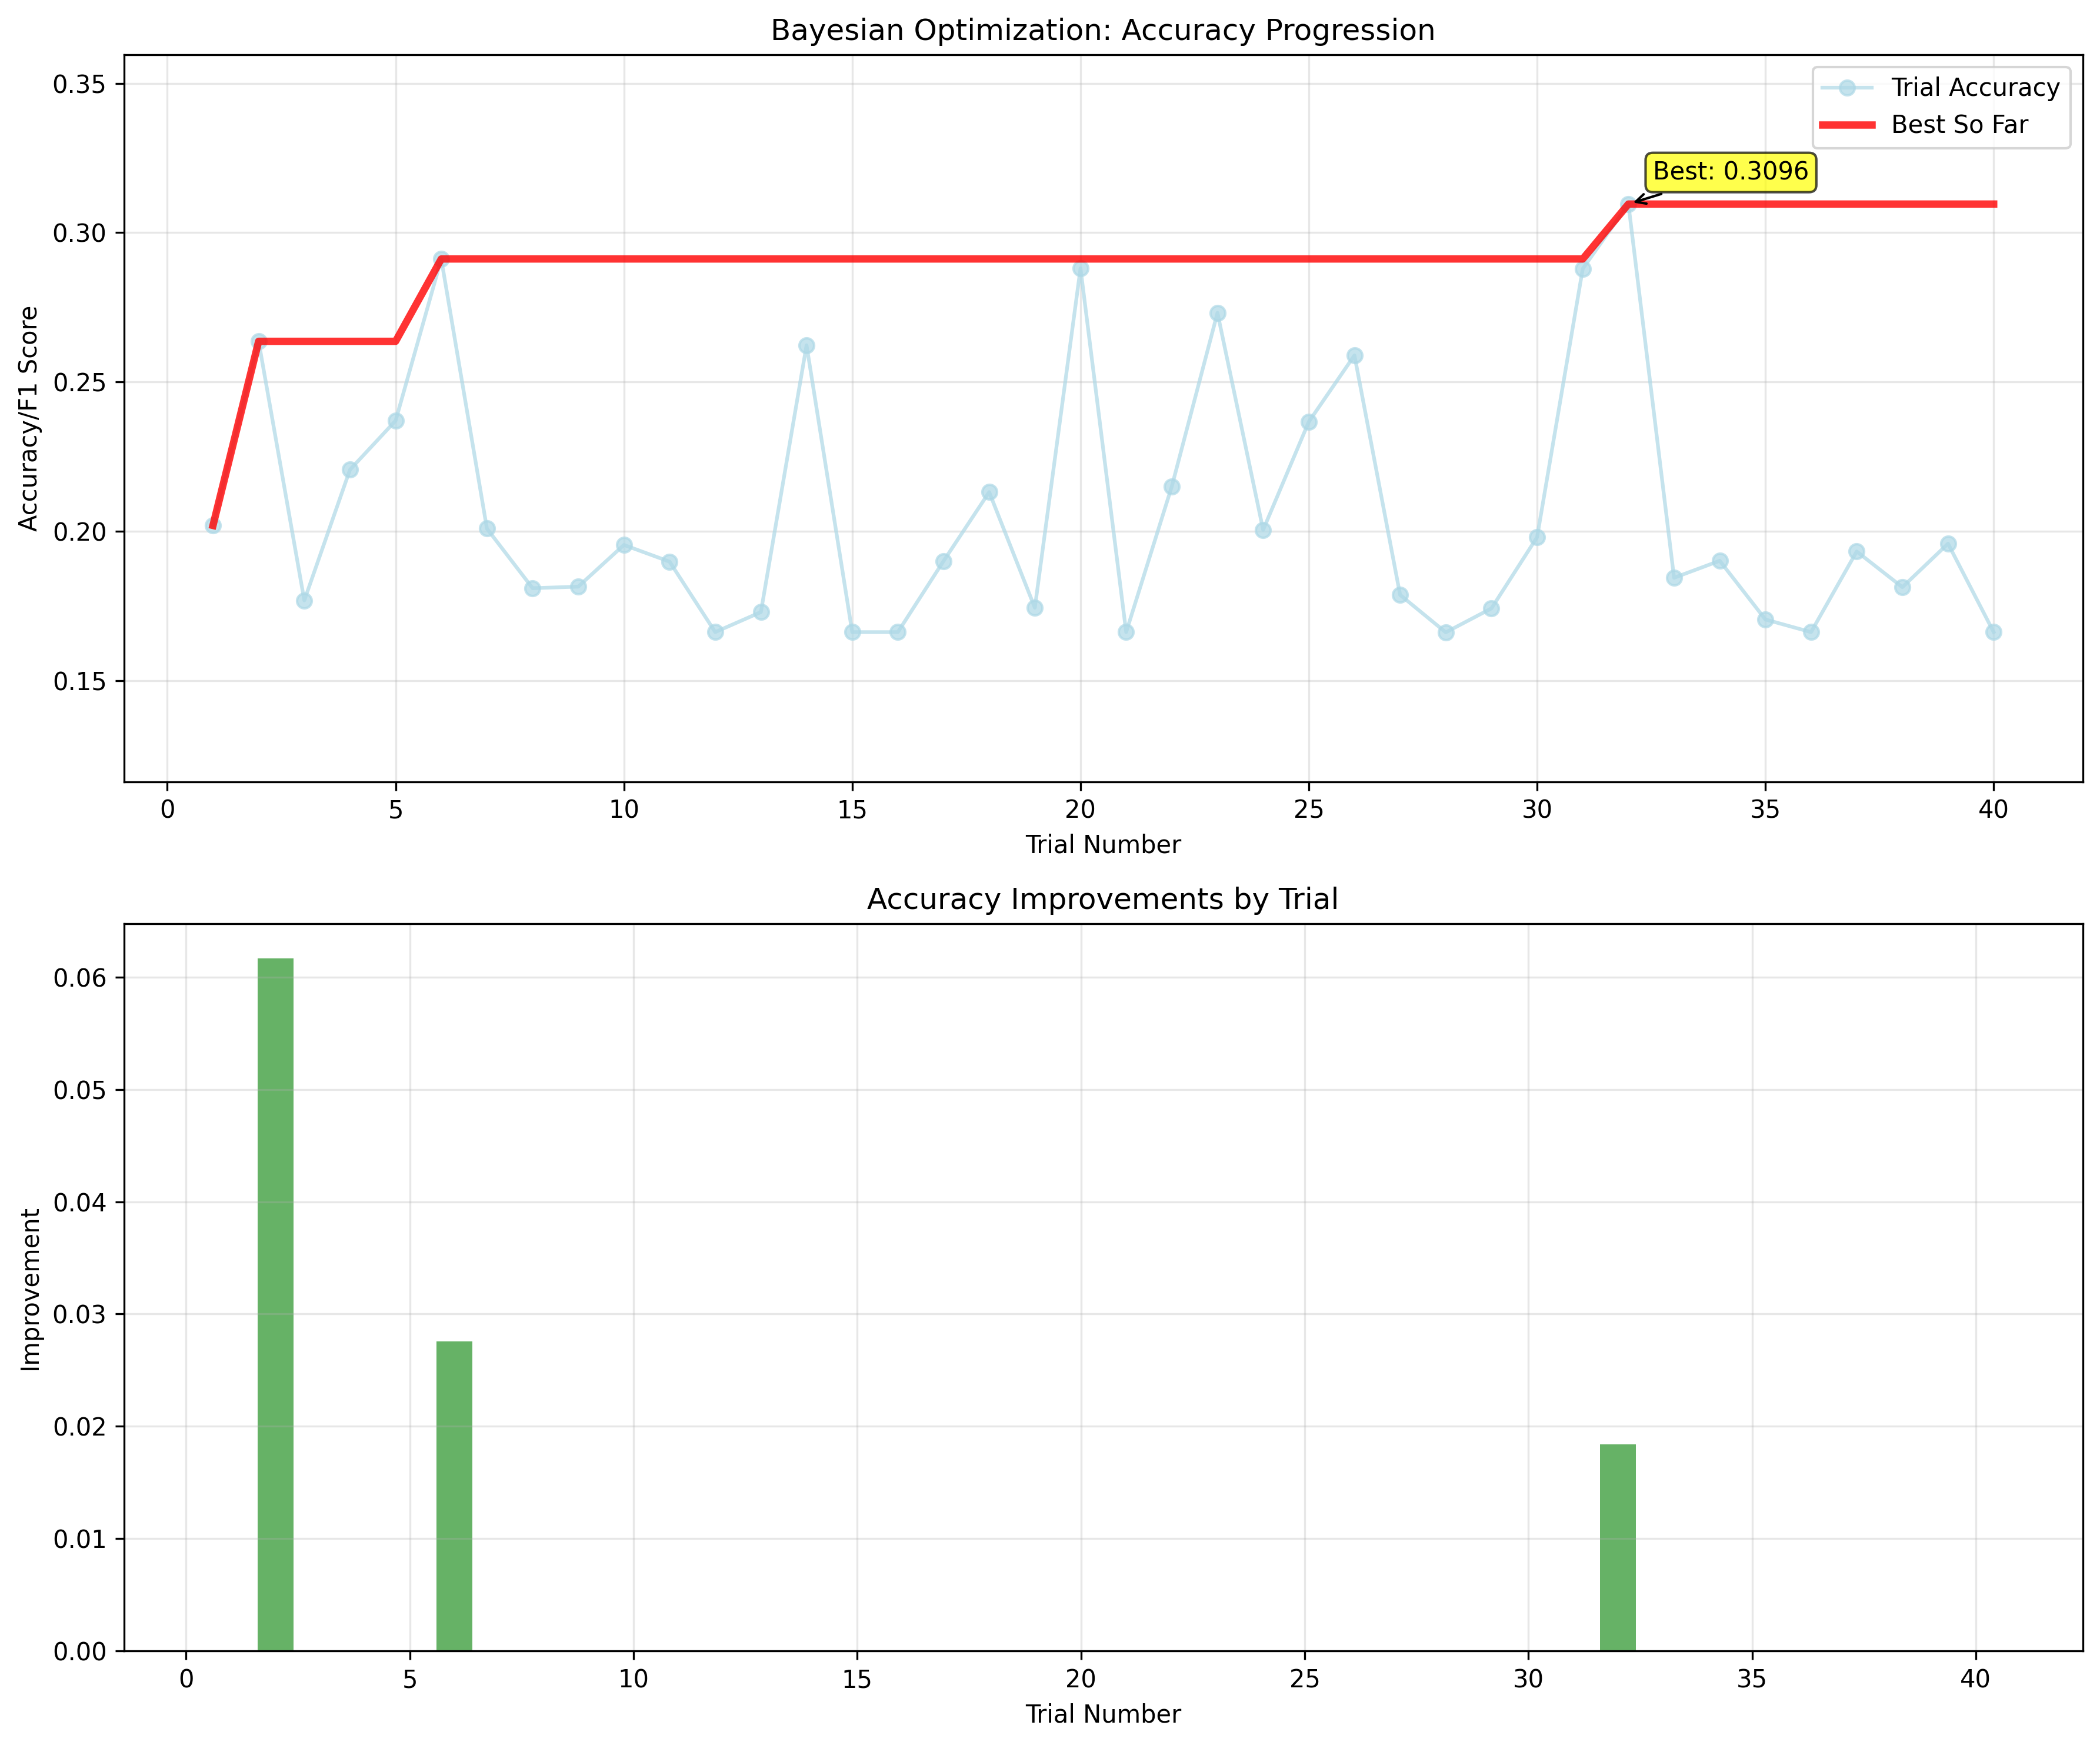 Bayesian Optimization: Accuracy Progression
0.35
0.30
0.25
0.20
0.15
Accuracy/F1 Score
Trial Accuracy
Best So Far
Best: 0.3096
0 5 10 15 20 25 30 35 40
Trial Number
Accuracy Improvements by Trial
0.06
0.05
0.04
0.03
0.02
0.01
0.00
Improvement
0 5 10 15 20 25 30 35 40
Trial Number